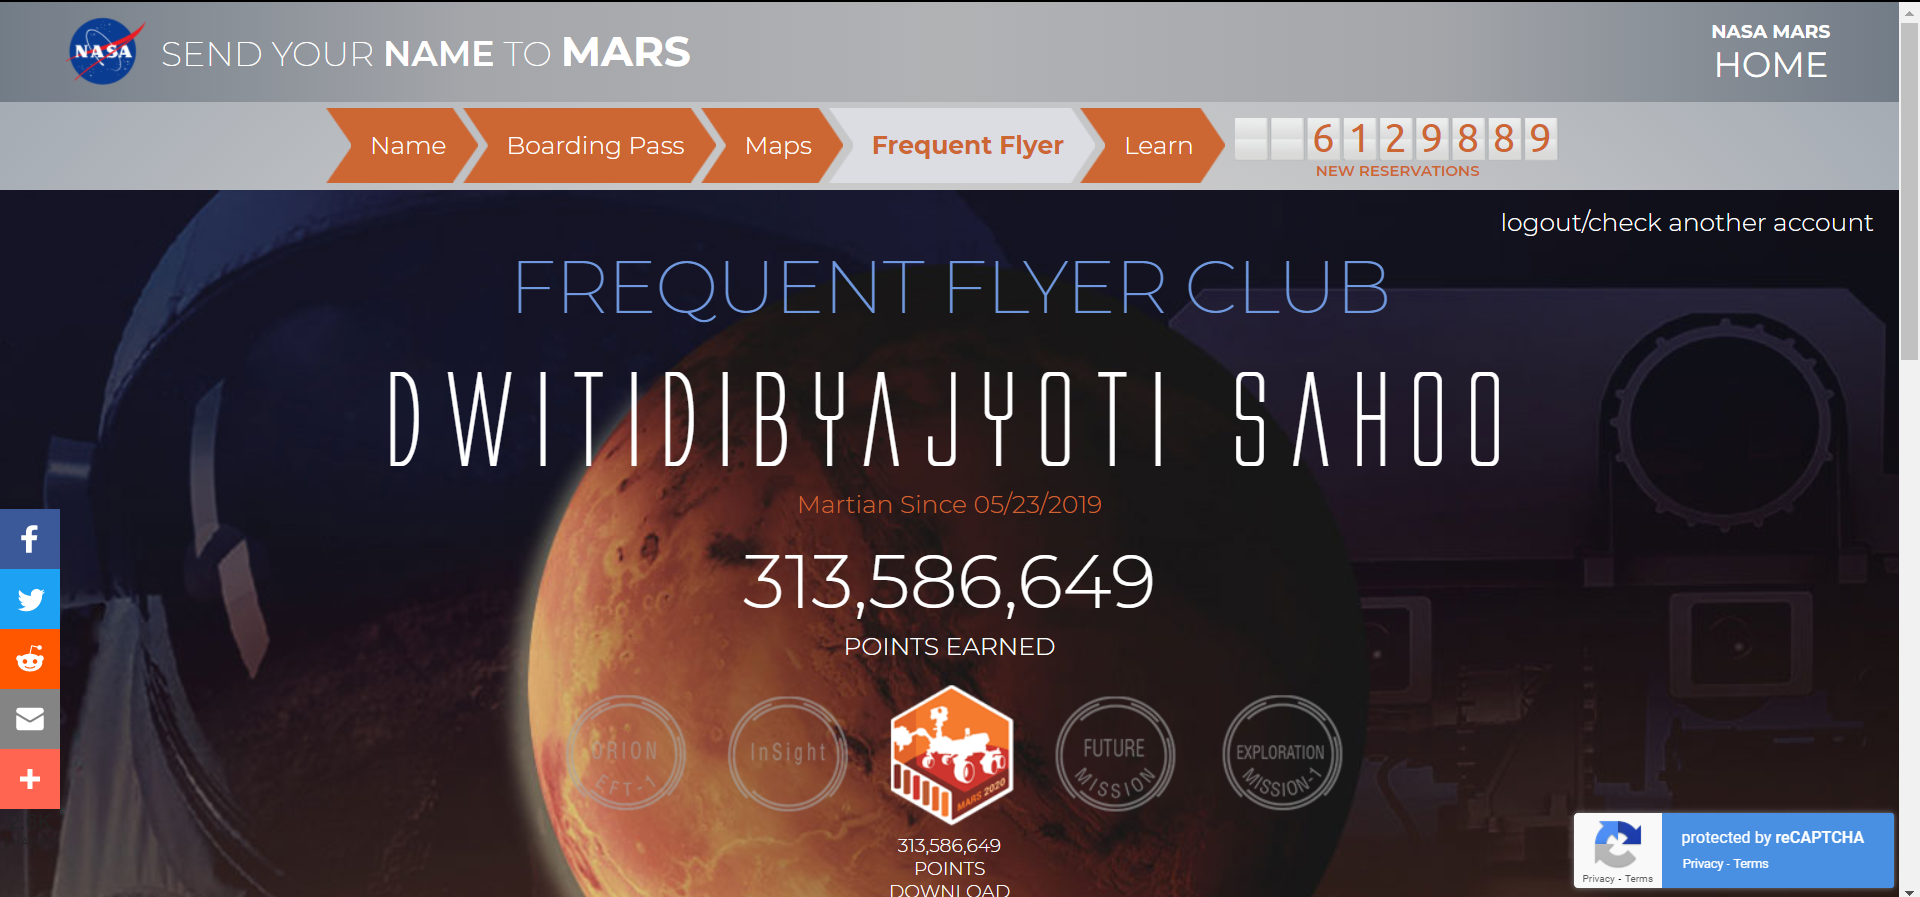 NASA
SEND YOUR NAME TO MARS
NASA MARS
HOME
Name
Boarding Pass
Maps
Frequent Flyer
Learn
6129889
NEW RESERVATIONS
logout/check another account
FREQUENT FLYER CLUB
DWITIDIBYAJYOTI SAHOO
Martian Since 05/23/2019
313,586,649
POINTS EARNED
ORION
EFT-1
InSight
MARS 2020
FUTURE
MISSION
EXPLORATION
MISSION-1
313,586,649
POINTS
DOWNLOAD
protected by reCAPTCHA
Privacy - Terms
Privacy - Terms